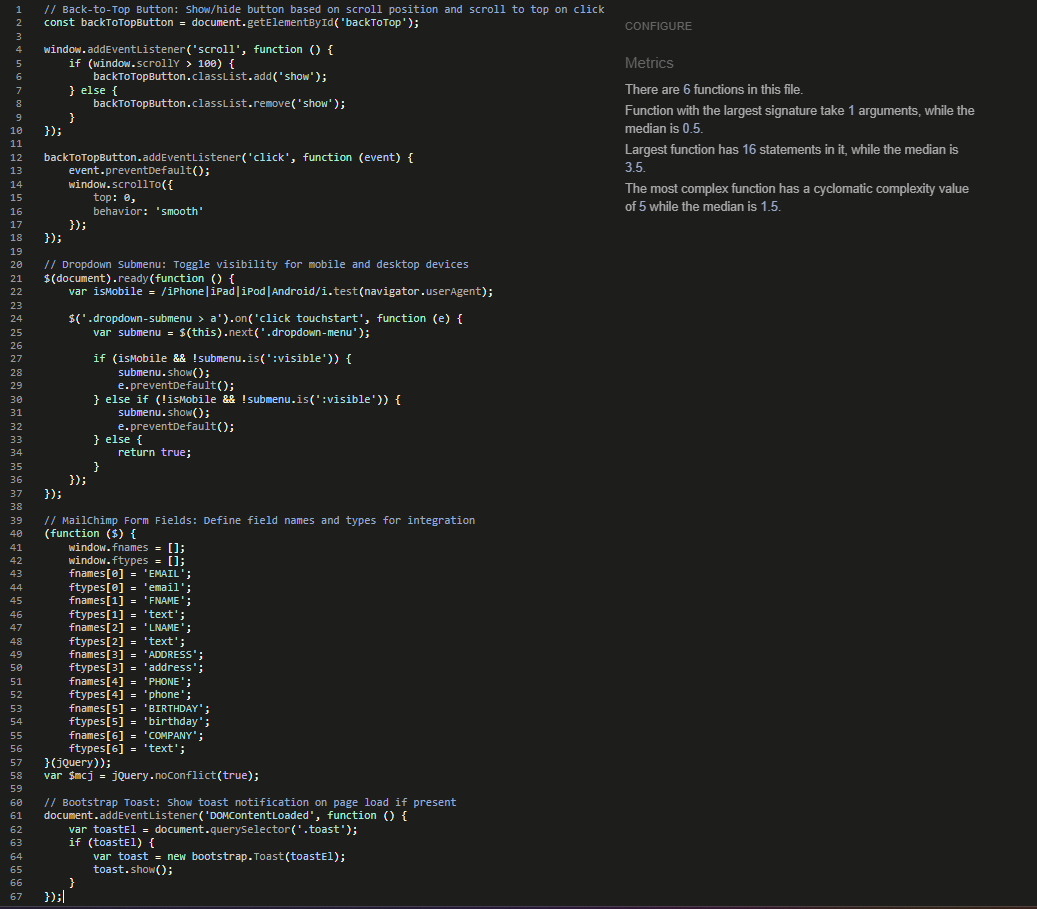 1 // Back-to-Top Button: Show/hide button based on scroll position and scroll to top on click
2 const backToTopButton = document.getElementById('backToTop');
3
4 window.addEventListener('scroll', function () {
5     if (window.scrollY > 100) {
6         backToTopButton.classList.add('show');
7     } else {
8         backToTopButton.classList.remove('show');
9     }
10 });
11
12 backToTopButton.addEventListener('click', function (event) {
13     event.preventDefault();
14     window.scrollTo({
15         top: 0,
16         behavior: 'smooth'
17     });
18 });
19
20 // Dropdown Submenu: Toggle visibility for mobile and desktop devices
21 $(document).ready(function () {
22     var isMobile = /iPhone|iPad|iPod|Android/i.test(navigator.userAgent);
23
24     $('.dropdown-submenu > a').on('click touchstart', function (e) {
25         var submenu = $(this).next('.dropdown-menu');
26
27         if (isMobile && !submenu.is(':visible')) {
28             submenu.show();
29             e.preventDefault();
30         } else if (!isMobile && !submenu.is(':visible')) {
31             submenu.show();
32             e.preventDefault();
33         } else {
34             return true;
35         }
36     });
37 });
38
39 // MailChimp Form Fields: Define field names and types for integration
40 (function ($) {
41     window.fnames = [];
42     window.ftypes = [];
43     fnames[0] = 'EMAIL';
44     ftypes[0] = 'email';
45     fnames[1] = 'FNAME';
46     ftypes[1] = 'text';
47     fnames[2] = 'LNAME';
48     ftypes[2] = 'text';
49     fnames[3] = 'ADDRESS';
50     ftypes[3] = 'address';
51     fnames[4] = 'PHONE';
52     ftypes[4] = 'phone';
53     fnames[5] = 'BIRTHDAY';
54     ftypes[5] = 'birthday';
55     fnames[6] = 'COMPANY';
56     ftypes[6] = 'text';
57 }(jQuery));
58 var $mcj = jQuery.noConflict(true);
59
60 // Bootstrap Toast: Show toast notification on page load if present
61 document.addEventListener('DOMContentLoaded', function () {
62     var toastEl = document.querySelector('.toast');
63     if (toastEl) {
64         var toast = new bootstrap.Toast(toastEl);
65         toast.show();
66     }
67 });
CONFIGURE
Metrics
There are 6 functions in this file.
Function with the largest signature take 1 arguments, while the
median is 0.5.
Largest function has 16 statements in it, while the median is
3.5.
The most complex function has a cyclomatic complexity value
of 5 while the median is 1.5.